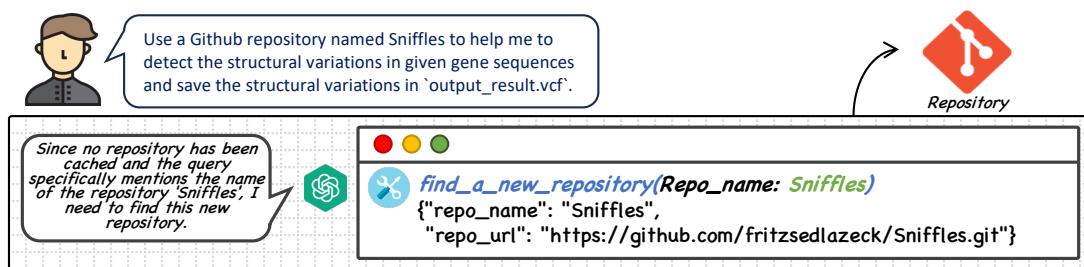 Use a Github repository named Sniffles to help me to
detect the structural variations in given gene sequences
and save the structural variations in `output_result.vcf`.
Repository
Since no repository has been
cached and the query
specifically mentions the name
of the repository 'Sniffles', I
need to find this new
repository.
find_a_new_repository(Repo_name: Sniffles)
{"repo_name": "Sniffles",
"repo_url": "https://github.com/fritzsedlazeck/Sniffles.git"}